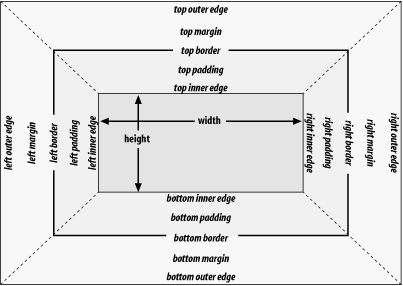 top outer edge
top margin
top border
top padding
top inner edge
left outer edge
left margin
left border
left padding
left inner edge
width
height
right inner edge
right padding
right border
right margin
right outer edge
bottom inner edge
bottom padding
bottom border
bottom margin
bottom outer edge